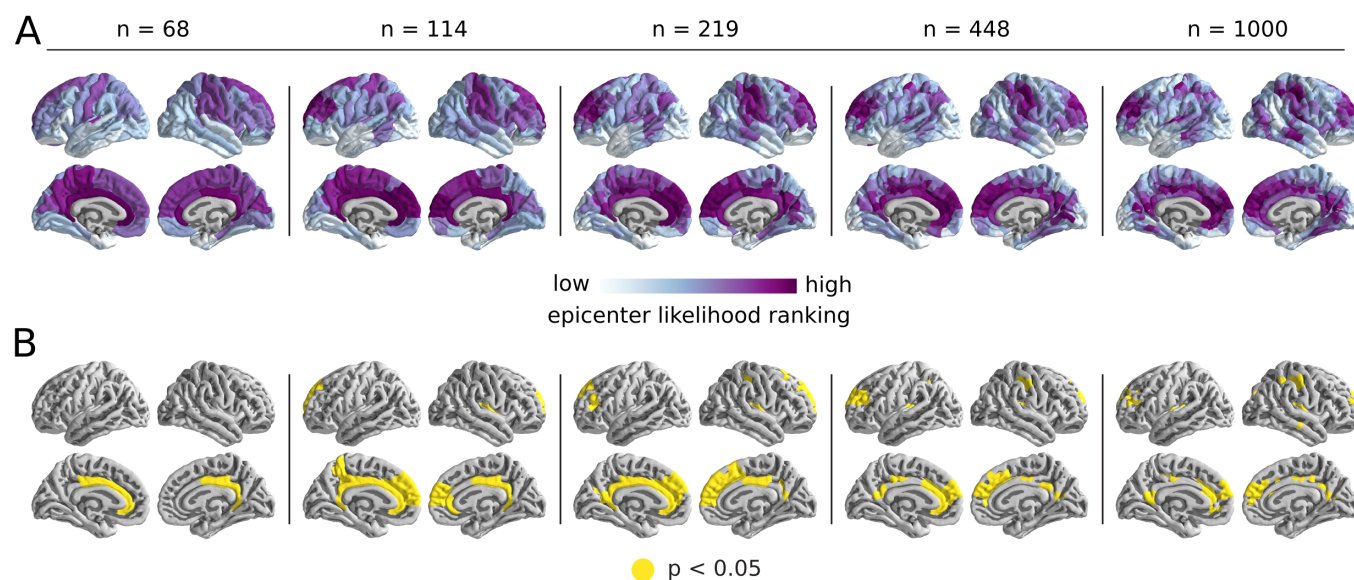 A
n = 68
n = 114
n = 219
n = 448
n = 1000
low
high
epicenter likelihood ranking
B
p < 0.05